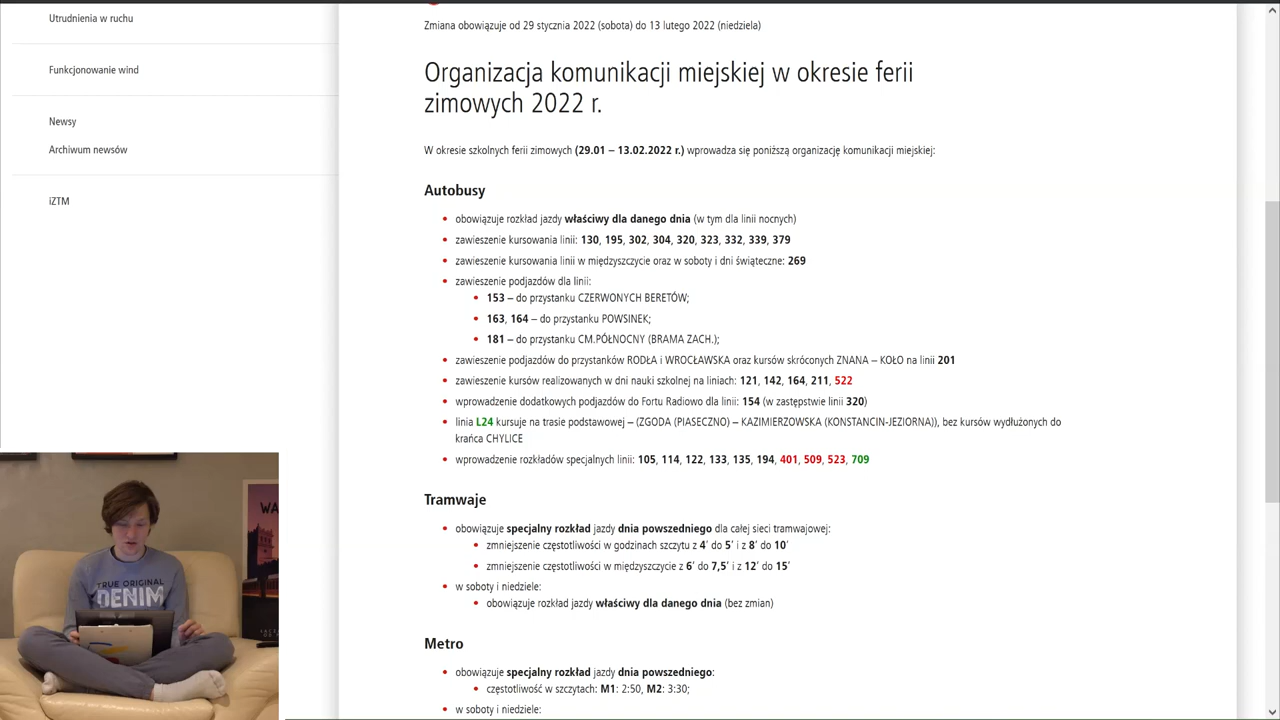 Utrudnienia w ruchu
Funkcjonowanie wind
Newsy
Archiwum newsów
iZTM
Zmiana obowiązuje od 29 stycznia 2022 (sobota) do 13 lutego 2022 (niedziela)
Organizacja komunikacji miejskiej w okresie ferii
zimowych 2022 r.
W okresie szkolnych ferii zimowych (29.01 – 13.02.2022 r.) wprowadza się poniższą organizację komunikacji miejskiej:
Autobusy
obowiązuje rozkład jazdy właściwy dla danego dnia (w tym dla linii nocnych)
zawieszenie kursowania linii: 130, 195, 302, 304, 320, 323, 332, 339, 379
zawieszenie kursowania linii w międzyszczycie oraz w soboty i dni świąteczne: 269
zawieszenie podjazdów dla linii:
153 – do przystanku CZERWONYCH BERETÓW;
163, 164 – do przystanku POWSINEK;
181 – do przystanku CM.PÓŁNOCNY (BRAMA ZACH.);
zawieszenie podjazdów do przystanków RODŁA i WROCŁAWSKA oraz kursów skróconych ZNANA – KOŁO na linii 201
zawieszenie kursów realizowanych w dni nauki szkolnej na liniach: 121, 142, 164, 211, 522
wprowadzenie dodatkowych podjazdów do Fortu Radiowo dla linii: 154 (w zastępstwie linii 320)
linia L24 kursuje na trasie podstawowej – (ZGODA (PIASECZNO) – KAZIMIERZOWSKA (KONSTANCIN-JEZIORNA)), bez kursów wydłużonych do
krańca CHYLICE
wprowadzenie rozkładów specjalnych linii: 105, 114, 122, 133, 135, 194, 401, 509, 523, 709
Tramwaje
obowiązuje specjalny rozkład jazdy dnia powszedniego dla całej sieci tramwajowej:
zmniejszenie częstotliwości w godzinach szczytu z 4′ do 5′ i z 8′ do 10′
zmniejszenie częstotliwości w międzyszczycie z 6′ do 7,5′ i z 12′ do 15′
w soboty i niedziele:
obowiązuje rozkład jazdy właściwy dla danego dnia (bez zmian)
Metro
obowiązuje specjalny rozkład jazdy dnia powszedniego:
częstotliwość w szczytach: M1: 2:50, M2: 3:30;
w soboty i niedziele:
TRUE ORIGINAL
DENIM
WA